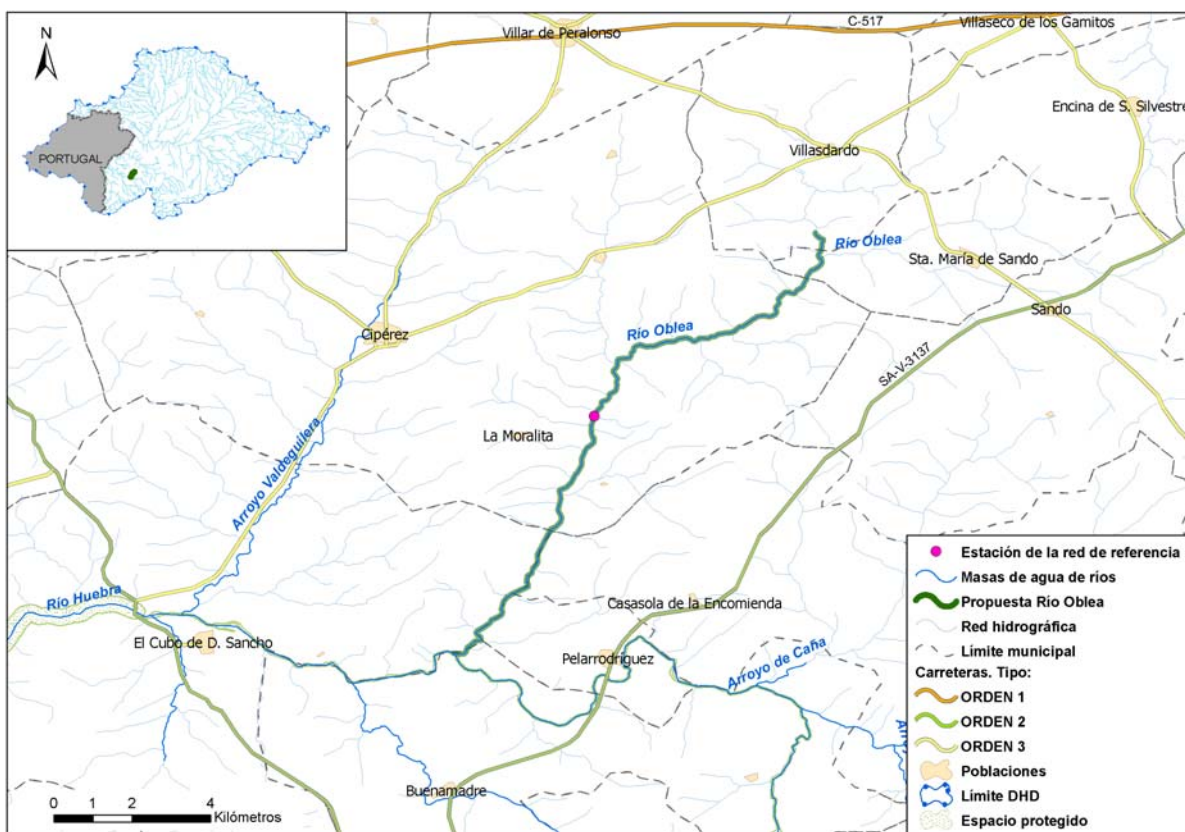 N
PORTUGAL
C-517
Villar de Peralonso
Villaseco de los Gamitos
Encina de S. Silvestre
Villasdardo
Río Oblea
Sta. María de Sando
Río Oblea
Sando
Cipérez
SA-V-3137
La Moralita
Arroyo Valdeguilera
Río Huebra
Casasola de la Encomienda
El Cubo de D. Sancho
Pelarrodríguez
Arroyo de Caña
Buenamadre
0 1 2 4
Kilómetros
Estación de la red de referencia
Masas de agua de ríos
Propuesta Río Oblea
Red hidrográfica
Límite municipal
Carreteras. Tipo:
ORDEN 1
ORDEN 2
ORDEN 3
Poblaciones
Límite DHD
Espacio protegido